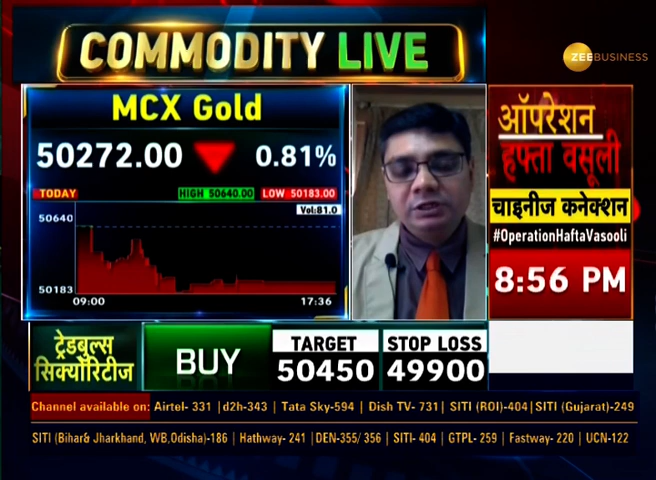 COMMODITY LIVE
ZEE BUSINESS
MCX Gold
50272.00 0.81%
TODAY HIGH 50640.00 LOW 50183.00
Vol:81.0
50640
50183
09:00 17:36
ऑपरेशन
हफ्ता वसूली
चाइनीज कनेक्शन
#OperationHaftaVasooli
8:56 PM
ट्रेडबुल्स
सिक्योरिटीज
BUY
TARGET
50450
STOP LOSS
49900
Channel available on: Airtel- 331 |d2h-343 | Tata Sky-594 | Dish TV- 731| SITI (ROI)-404|SITI (Gujarat)-249
SITI (Bihar& Jharkhand, WB,Odisha)-186 | Hathway- 241 |DEN-355/ 356 | SITI- 404 | GTPL- 259 | Fastway- 220 | UCN-122